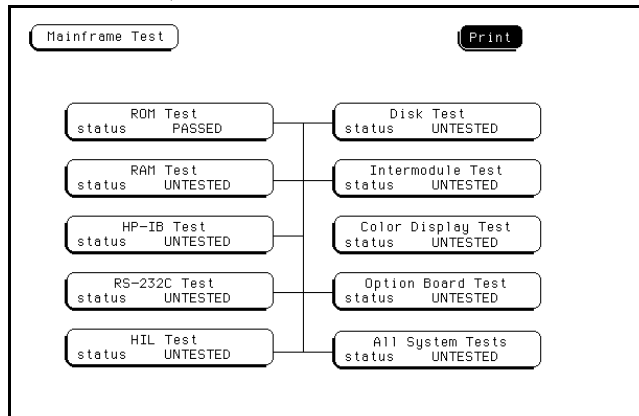 Mainframe Test
Print
ROM Test
status PASSED
Disk Test
status UNTESTED
RAM Test
status UNTESTED
Intermodule Test
status UNTESTED
HP-IB Test
status UNTESTED
Color Display Test
status UNTESTED
RS-232C Test
status UNTESTED
Option Board Test
status UNTESTED
HIL Test
status UNTESTED
All System Tests
status UNTESTED